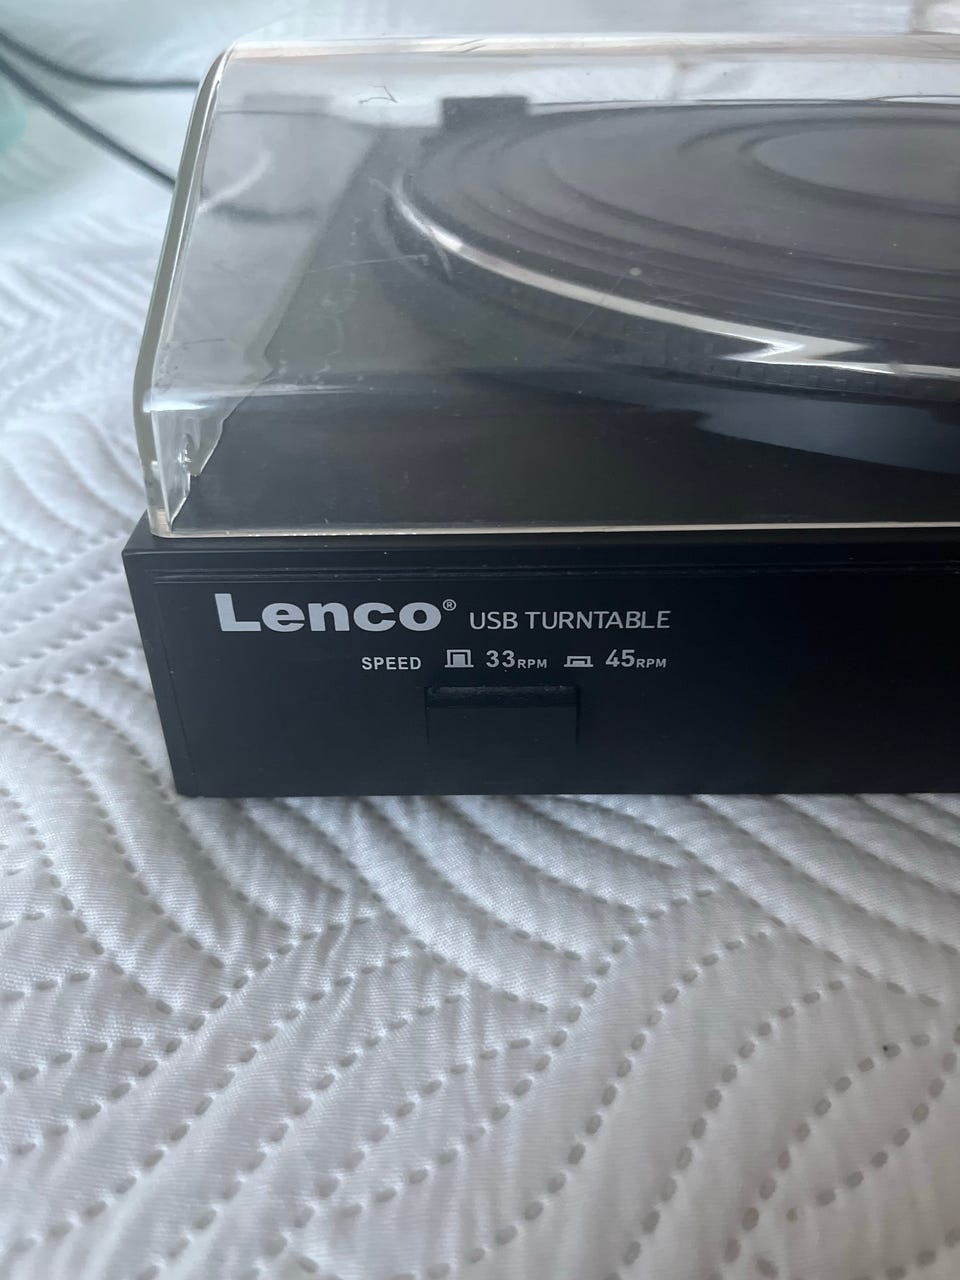 Lenco® USB TURNTABLE
SPEED 33RPM 45RPM